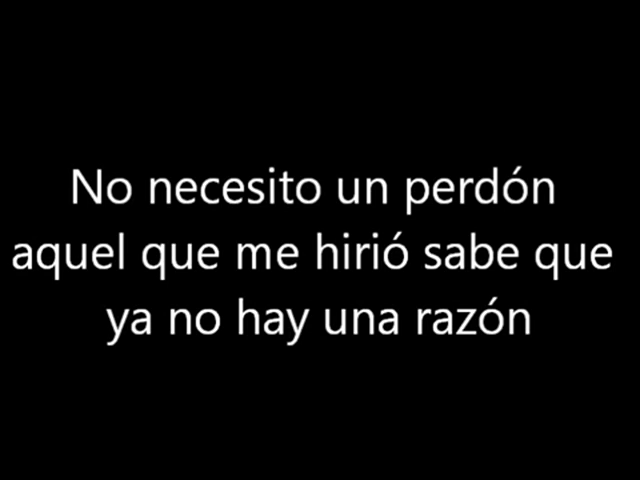 No necesito un perdón
aquel que me hirió sabe que
ya no hay una razón